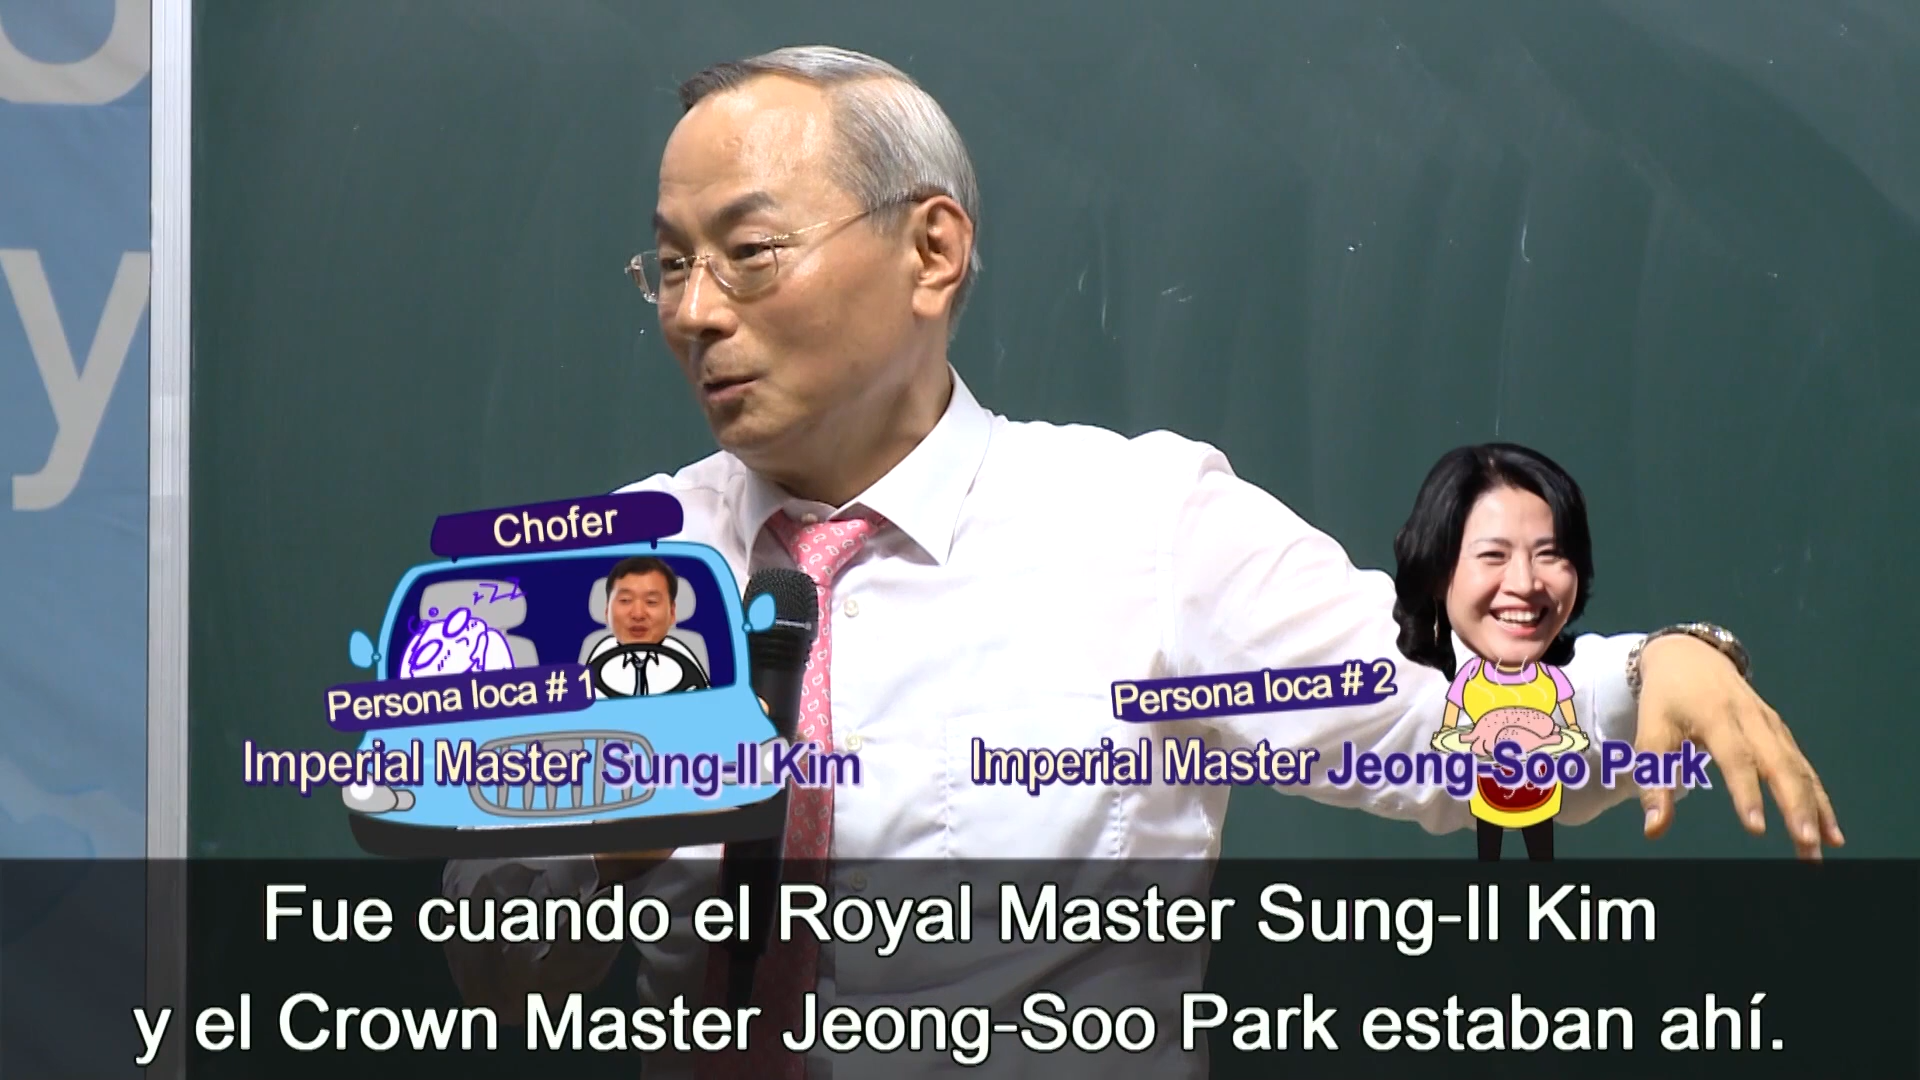 y
Chofer
zZZ
Persona loca # 1
Imperial Master Sung-Il Kim
Persona loca # 2
Imperial Master Jeong-Soo Park
Fue cuando el Royal Master Sung-Il Kim
y el Crown Master Jeong-Soo Park estaban ahí.